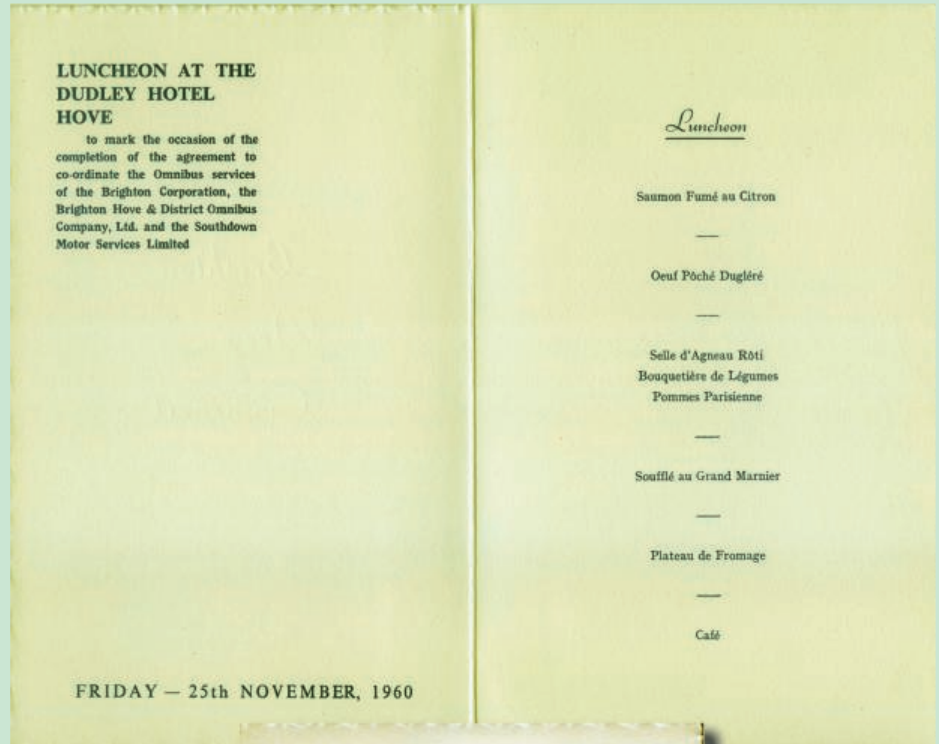 LUNCHEON AT THE
DUDLEY HOTEL
HOVE
to mark the occasion of the
completion of the agreement to
co-ordinate the Omnibus services
of the Brighton Corporation, the
Brighton Hove & District Omnibus
Company, Ltd. and the Southdown
Motor Services Limited
FRIDAY — 25th NOVEMBER, 1960
Luncheon
Saumon Fumé au Citron
Oeuf Pôché Dugléré
Selle d'Agneau Rôti
Bouquetière de Légumes
Pommes Parisienne
Soufflé au Grand Marnier
Plateau de Fromage
Café